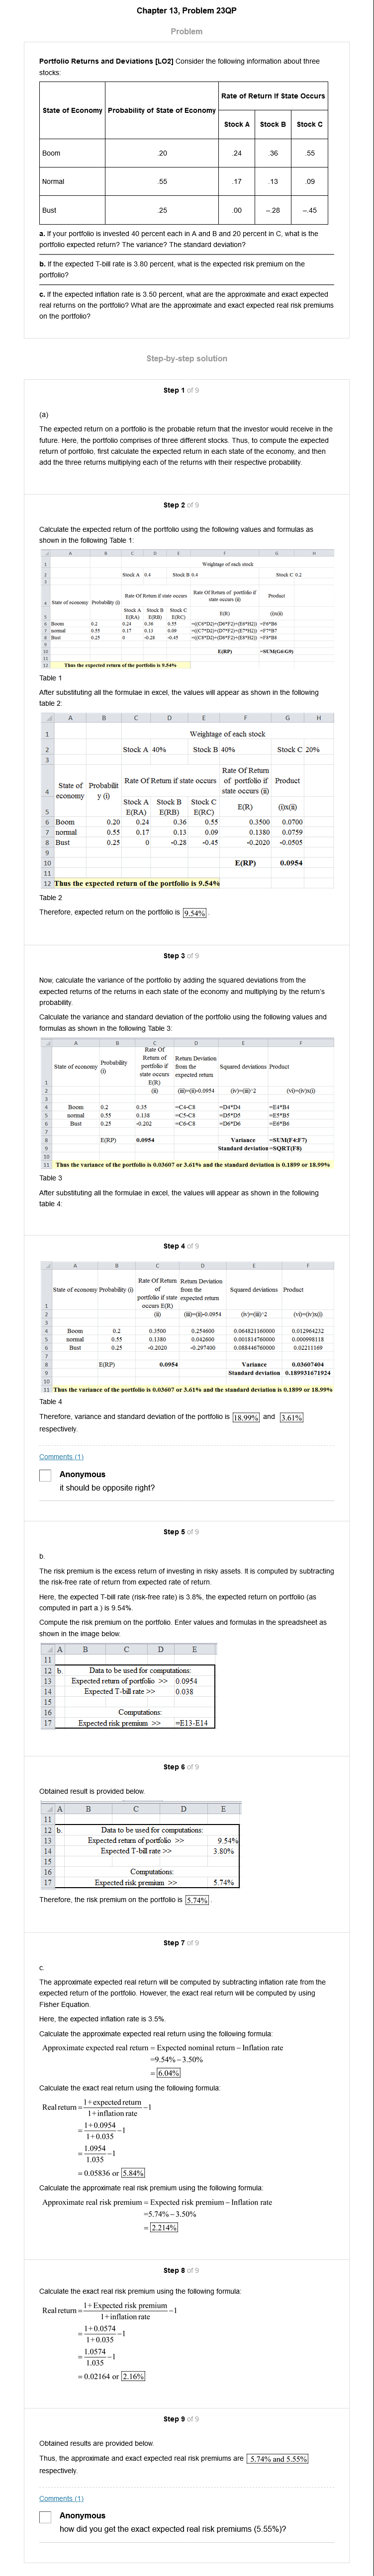 Chapter 13, Problem 23QP
Problem
Portfolio Returns and Deviations [LO2] Consider the following information about three
stocks:
Rate of Return if State Occurs
State of Economy Probability of State of Economy
Stock A Stock B Stock C
Boom .20 .24 .36 .55
Normal .55 .17 .13 .09
Bust .25 .00 –.28 –.45
a. If your portfolio is invested 40 percent each in A and B and 20 percent in C, what is the
portfolio expected return? The variance? The standard deviation?
b. If the expected T-bill rate is 3.80 percent, what is the expected risk premium on the
portfolio?
c. If the expected inflation rate is 3.50 percent, what are the approximate and exact expected
real returns on the portfolio? What are the approximate and exact expected real risk premiums
on the portfolio?
Step-by-step solution
Step 1 of 9
(a)
The expected return on a portfolio is the probable return that the investor would receive in the
future. Here, the portfolio comprises of three different stocks. Thus, to compute the expected
return of portfolio, first calculate the expected return in each state of the economy, and then
add the three returns multiplying each of the returns with their respective probability.
Step 2 of 9
Calculate the expected return of the portfolio using the following values and formulas as
shown in the following Table 1:
A B C D E F G H
1 Weightage of each stock
2 Stock A 0.4 Stock B 0.4 Stock C 0.2
3
4 State of economy Probability (i) Rate Of Return if state occurs Rate Of Return of portfolio if state occurs (ii) Product
5 Stock A E(RA) Stock B E(RB) Stock C E(RC) E(R) (i)x(ii)
6 Boom 0.2 0.24 0.36 0.55 =((C6*D2)+(D6*F2)+(E6*H2)) =F6*B6
7 normal 0.55 0.17 0.13 0.09 =((C7*D2)+(D7*F2)+(E7*H2)) =F7*B7
8 Bust 0.25 0 -0.28 -0.45 =((C8*D2)+(D8*F2)+(E8*H2)) =F8*B8
9
10 E(RP) =SUM(G6:G9)
11
12 Thus the expected return of the portfolio is 9.54%
Table 1
After substituting all the formulae in excel, the values will appear as shown in the following
table 2:
A B C D E F G H
1 Weightage of each stock
2 Stock A 40% Stock B 40% Stock C 20%
3
4 State of economy Probability (i) Rate Of Return if state occurs Rate Of Return of portfolio if state occurs (ii) Product
5 Stock A E(RA) Stock B E(RB) Stock C E(RC) E(R) (i)x(ii)
6 Boom 0.20 0.24 0.36 0.55 0.3500 0.0700
7 normal 0.55 0.17 0.13 0.09 0.1380 0.0759
8 Bust 0.25 0 -0.28 -0.45 -0.2020 -0.0505
9
10 E(RP) 0.0954
11
12 Thus the expected return of the portfolio is 9.54%
Table 2
Therefore, expected return on the portfolio is 9.54% .
Step 3 of 9
Now, calculate the variance of the portfolio by adding the squared deviations from the
expected returns of the returns in each state of the economy and multiplying by the return's
probability.
Calculate the variance and standard deviation of the portfolio using the following values and
formulas as shown in the following Table 3:
A B C D E F
1 State of economy Probability (i) Rate Of Return of portfolio if state occurs E(R) Return Deviation from the expected return Squared deviations Product
2 (ii) (iii)=(ii)-0.0954 (iv)=(iii)^2 (vi)=(iv)x(i)
3
4 Boom 0.2 0.35 =C4-C8 =D4*D4 =E4*B4
5 normal 0.55 0.138 =C5-C8 =D5*D5 =E5*B5
6 Bust 0.25 -0.202 =C6-C8 =D6*D6 =E6*B6
7
8 E(RP) 0.0954 Variance =SUM(F4:F7)
9 Standard deviation =SQRT(F8)
10
11 Thus the variance of the portfolio is 0.03607 or 3.61% and the standard deviation is 0.1899 or 18.99%
Table 3
After substituting all the formulae in excel, the values will appear as shown in the following
table 4:
Step 4 of 9
A B C D E F
1 State of economy Probability (i) Rate Of Return of portfolio if state occurs E(R) Return Deviation from the expected return Squared deviations Product
2 (ii) (iii)=(ii)-0.0954 (iv)=(iii)^2 (vi)=(iv)x(i)
3
4 Boom 0.2 0.3500 0.254600 0.064821160000 0.012964232
5 normal 0.55 0.1380 0.042600 0.001814760000 0.000998118
6 Bust 0.25 -0.2020 -0.297400 0.088446760000 0.02211169
7
8 E(RP) 0.0954 Variance 0.03607404
9 Standard deviation 0.189931671924
10
11 Thus the variance of the portfolio is 0.03607 or 3.61% and the standard deviation is 0.1899 or 18.99%
Table 4
Therefore, variance and standard deviation of the portfolio is 18.99% and 3.61%
respectively.
Comments (1)
Anonymous
it should be opposite right?
Step 5 of 9
b.
The risk premium is the excess return of investing in risky assets. It is computed by subtracting
the risk-free rate of return from expected rate of return.
Here, the expected T-bill rate (risk-free rate) is 3.8%, the expected return on portfolio (as
computed in part a.) is 9.54%.
Compute the risk premium on the portfolio. Enter values and formulas in the spreadsheet as
shown in the image below.
A B C D E
11
12 b. Data to be used for computations:
13 Expected return of portfolio >> 0.0954
14 Expected T-bill rate >> 0.038
15
16 Computations:
17 Expected risk premium >> =E13-E14
Step 6 of 9
Obtained result is provided below.
A B C D E
11
12 b. Data to be used for computations:
13 Expected return of portfolio >> 9.54%
14 Expected T-bill rate >> 3.80%
15
16 Computations:
17 Expected risk premium >> 5.74%
Therefore, the risk premium on the portfolio is 5.74% .
Step 7 of 9
c.
The approximate expected real return will be computed by subtracting inflation rate from the
expected return of the portfolio. However, the exact real return will be computed by using
Fisher Equation.
Here, the expected inflation rate is 3.5%.
Calculate the approximate expected real return using the following formula:
Approximate expected real return = Expected nominal return − Inflation rate
=9.54% − 3.50%
= 6.04%
Calculate the exact real return using the following formula:
Real return = 1+expected return / 1+inflation rate −1
= 1+0.0954 / 1+0.035 −1
= 1.0954 / 1.035 −1
= 0.05836 or 5.84%
Calculate the approximate real risk premium using the following formula:
Approximate real risk premium = Expected risk premium − Inflation rate
=5.74% − 3.50%
= 2.214%
Step 8 of 9
Calculate the exact real risk premium using the following formula:
Real return = 1+Expected risk premium / 1+inflation rate −1
= 1+0.0574 / 1+0.035 −1
= 1.0574 / 1.035 −1
= 0.02164 or 2.16%
Step 9 of 9
Obtained results are provided below.
Thus, the approximate and exact expected real risk premiums are 5.74% and 5.55%
respectively.
Comments (1)
Anonymous
how did you get the exact expected real risk premiums (5.55%)?